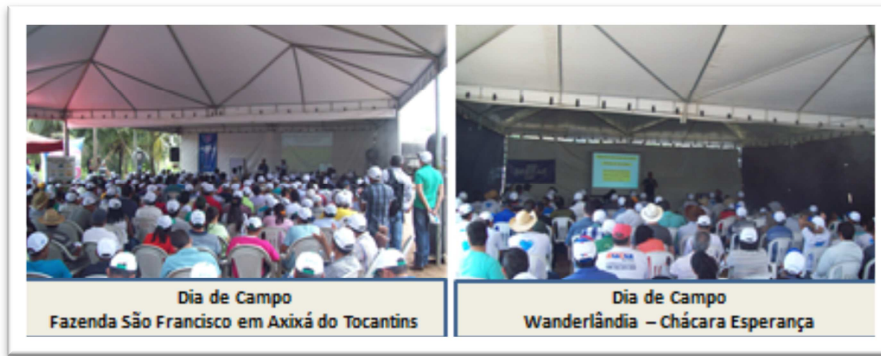 Dia de Campo
Fazenda São Francisco em Axixá do Tocantins
Dia de Campo
Wanderlândia – Chácara Esperança